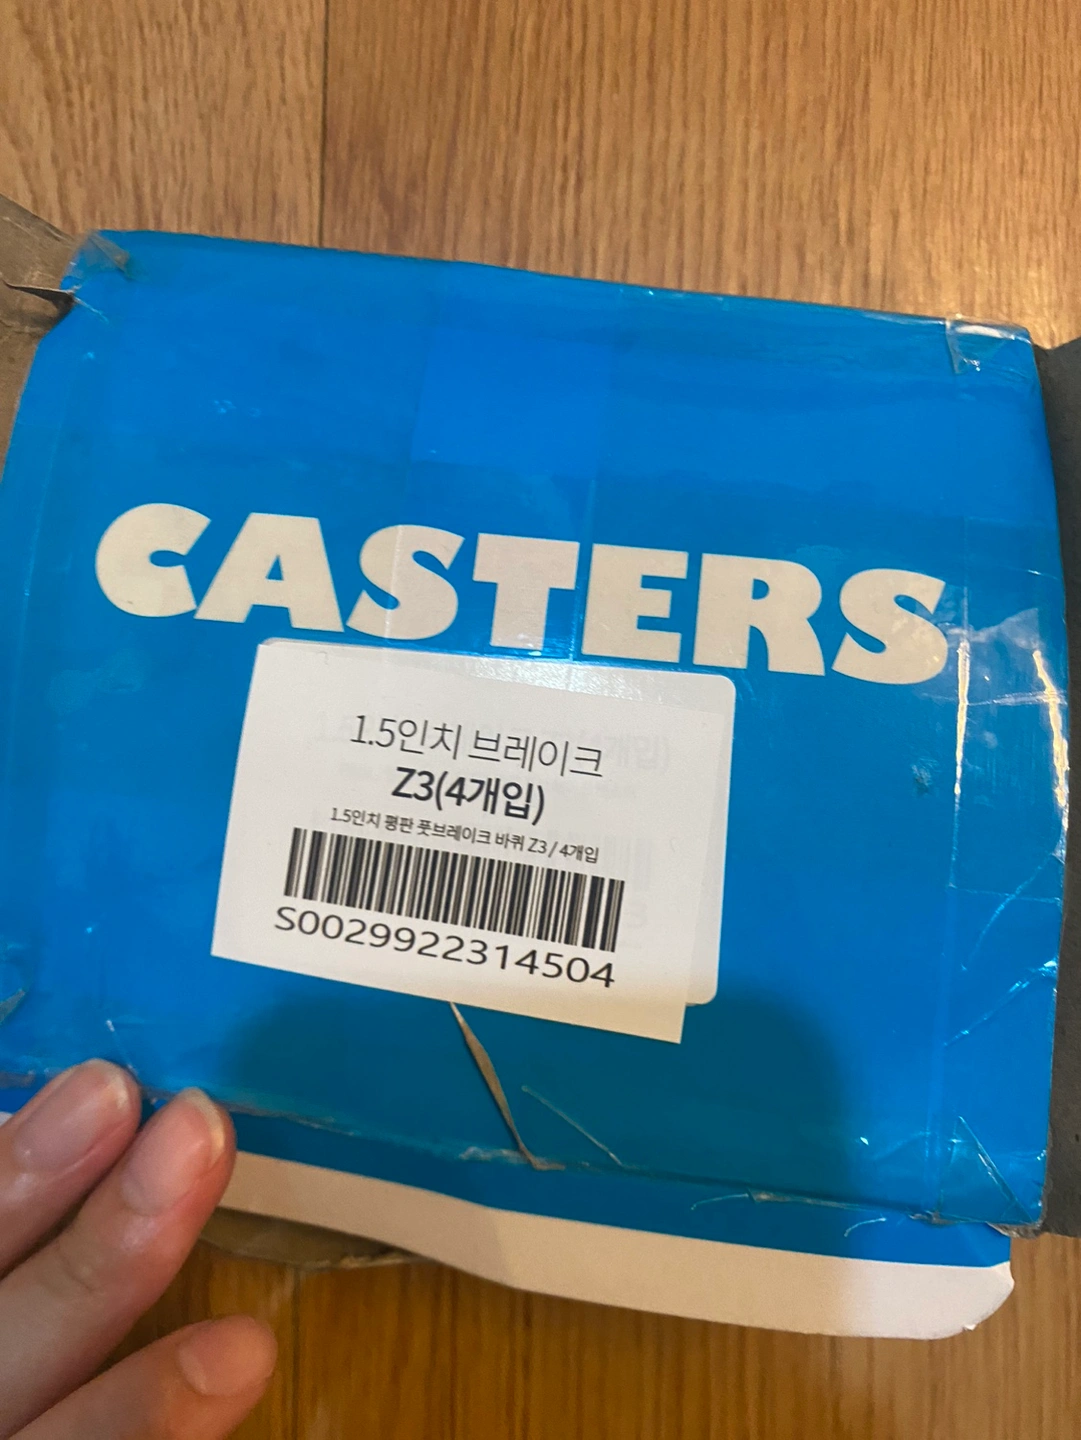 CASTERS
1.5인치 브레이크
Z3(4개입)
1.5인치 평판 풋브레이크 바퀴 Z3 / 4개입
S0029922314504